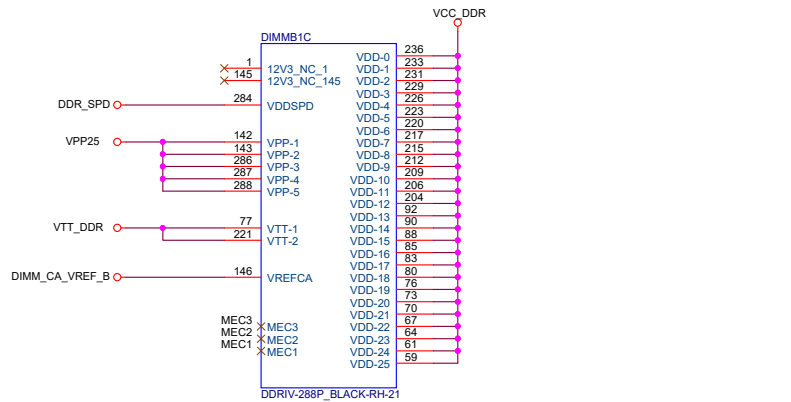 VCC_DDR
DIMMB1C
1 12V3_NC_1
145 12V3_NC_145
DDR_SPD 284 VDDSPD
VPP25 142 VPP-1
143 VPP-2
286 VPP-3
287 VPP-4
288 VPP-5
VTT_DDR 77 VTT-1
221 VTT-2
DIMM_CA_VREF_B 146 VREFCA
MEC3 MEC3
MEC2 MEC2
MEC1 MEC1
VDD-0 236
VDD-1 233
VDD-2 231
VDD-3 229
VDD-4 226
VDD-5 223
VDD-6 220
VDD-7 217
VDD-8 215
VDD-9 212
VDD-10 209
VDD-11 206
VDD-12 204
VDD-13 92
VDD-14 90
VDD-15 88
VDD-16 85
VDD-17 83
VDD-18 80
VDD-19 76
VDD-20 73
VDD-21 70
VDD-22 67
VDD-23 64
VDD-24 61
VDD-25 59
DDRIV-288P_BLACK-RH-21